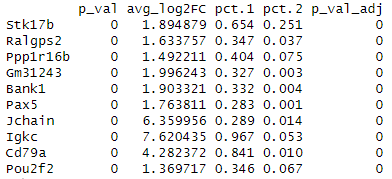 p_val avg_log2FC pct.1 pct.2 p_val_adj
Stk17b 0 1.894879 0.654 0.251 0
Ralgps2 0 1.633757 0.347 0.037 0
Ppp1r16b 0 1.492211 0.404 0.075 0
Gm31243 0 1.996243 0.327 0.003 0
Bank1 0 1.903321 0.332 0.004 0
Pax5 0 1.763811 0.283 0.001 0
Jchain 0 6.359956 0.289 0.014 0
Igkc 0 7.620435 0.967 0.053 0
Cd79a 0 4.282372 0.841 0.010 0
Pou2f2 0 1.369717 0.346 0.067 0